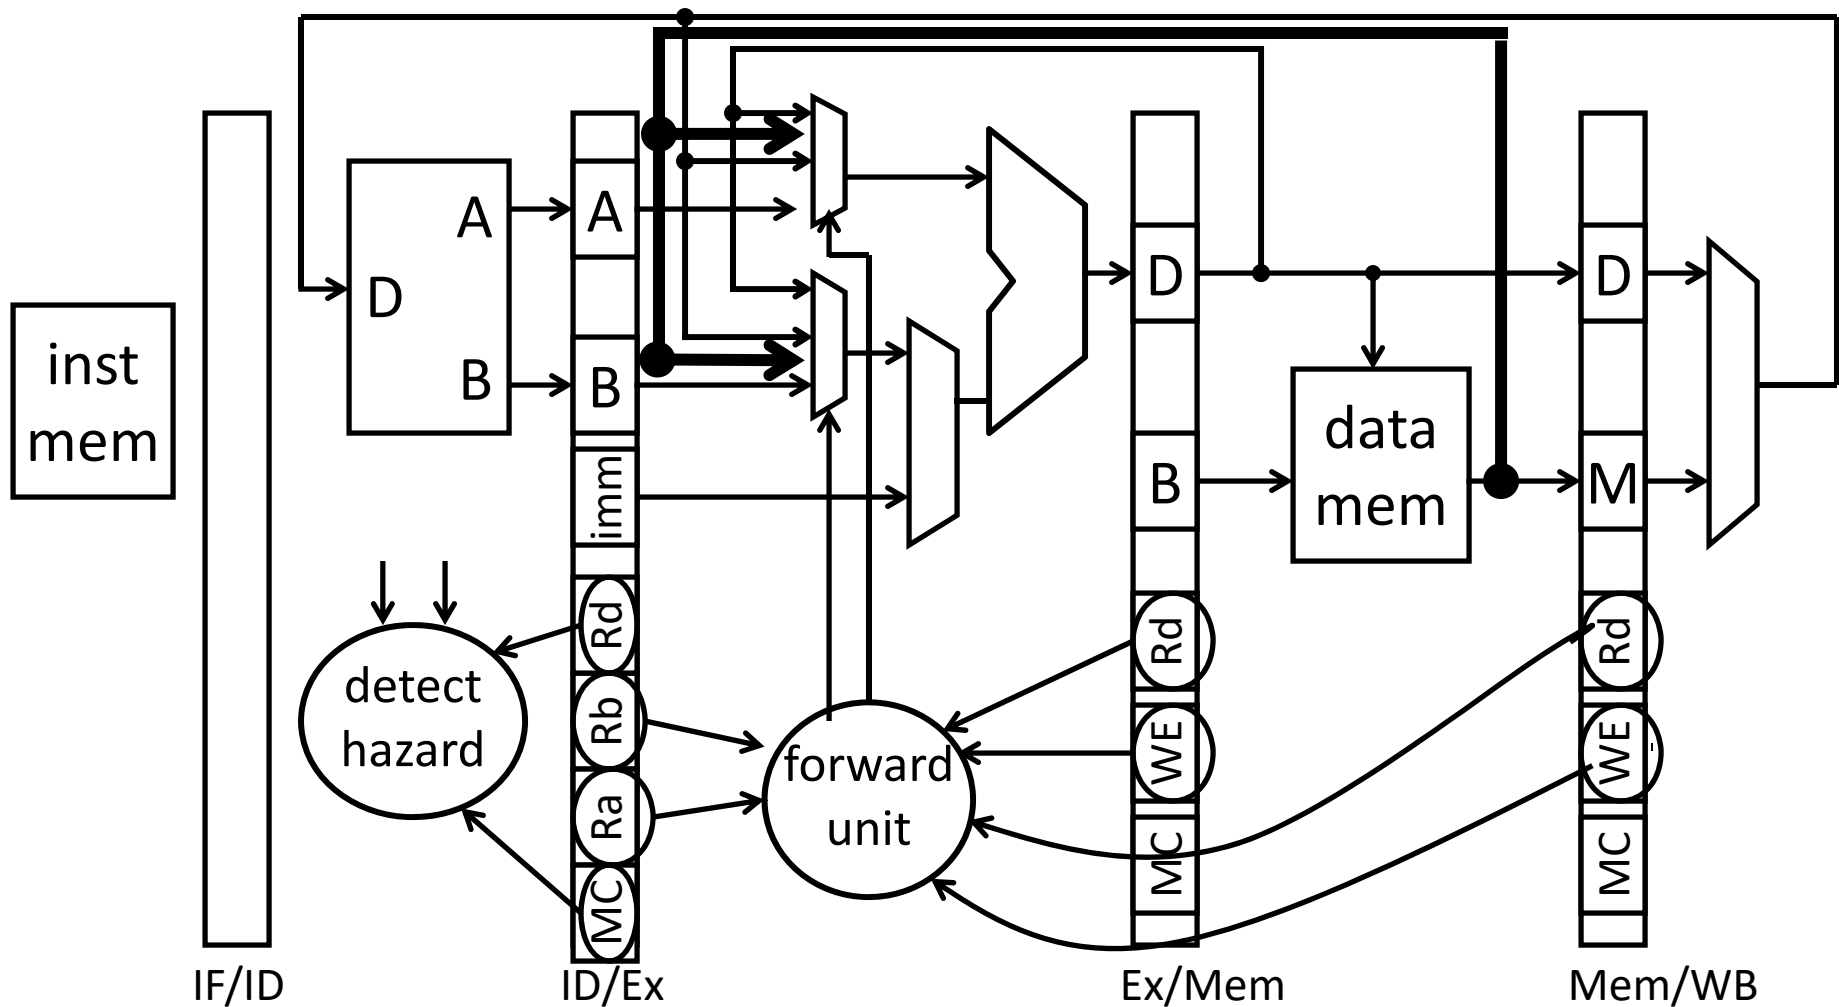 inst
mem
D
A
B
A
B
imm
Rd
Rb
Ra
MC
detect
hazard
forward
unit
D
B
Rd
WE
MC
data
mem
D
M
Rd
WE
MC
IF/ID
ID/Ex
Ex/Mem
Mem/WB